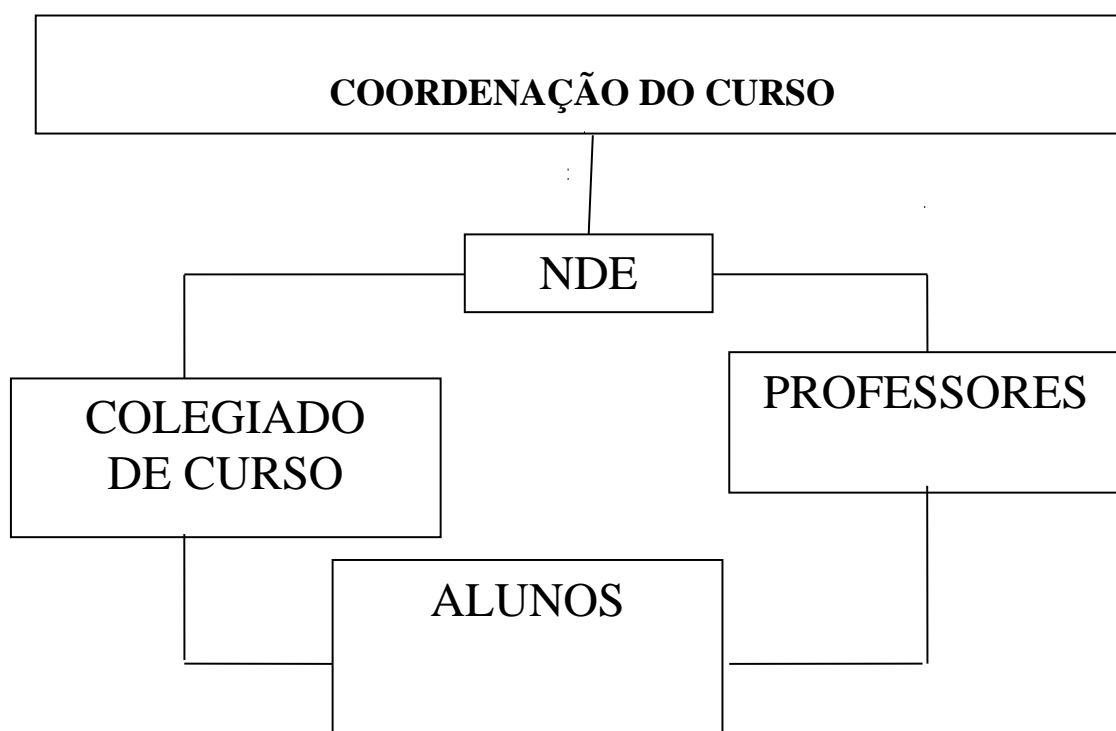 COORDENAÇÃO DO CURSO
NDE
COLEGIADO
DE CURSO
PROFESSORES
ALUNOS